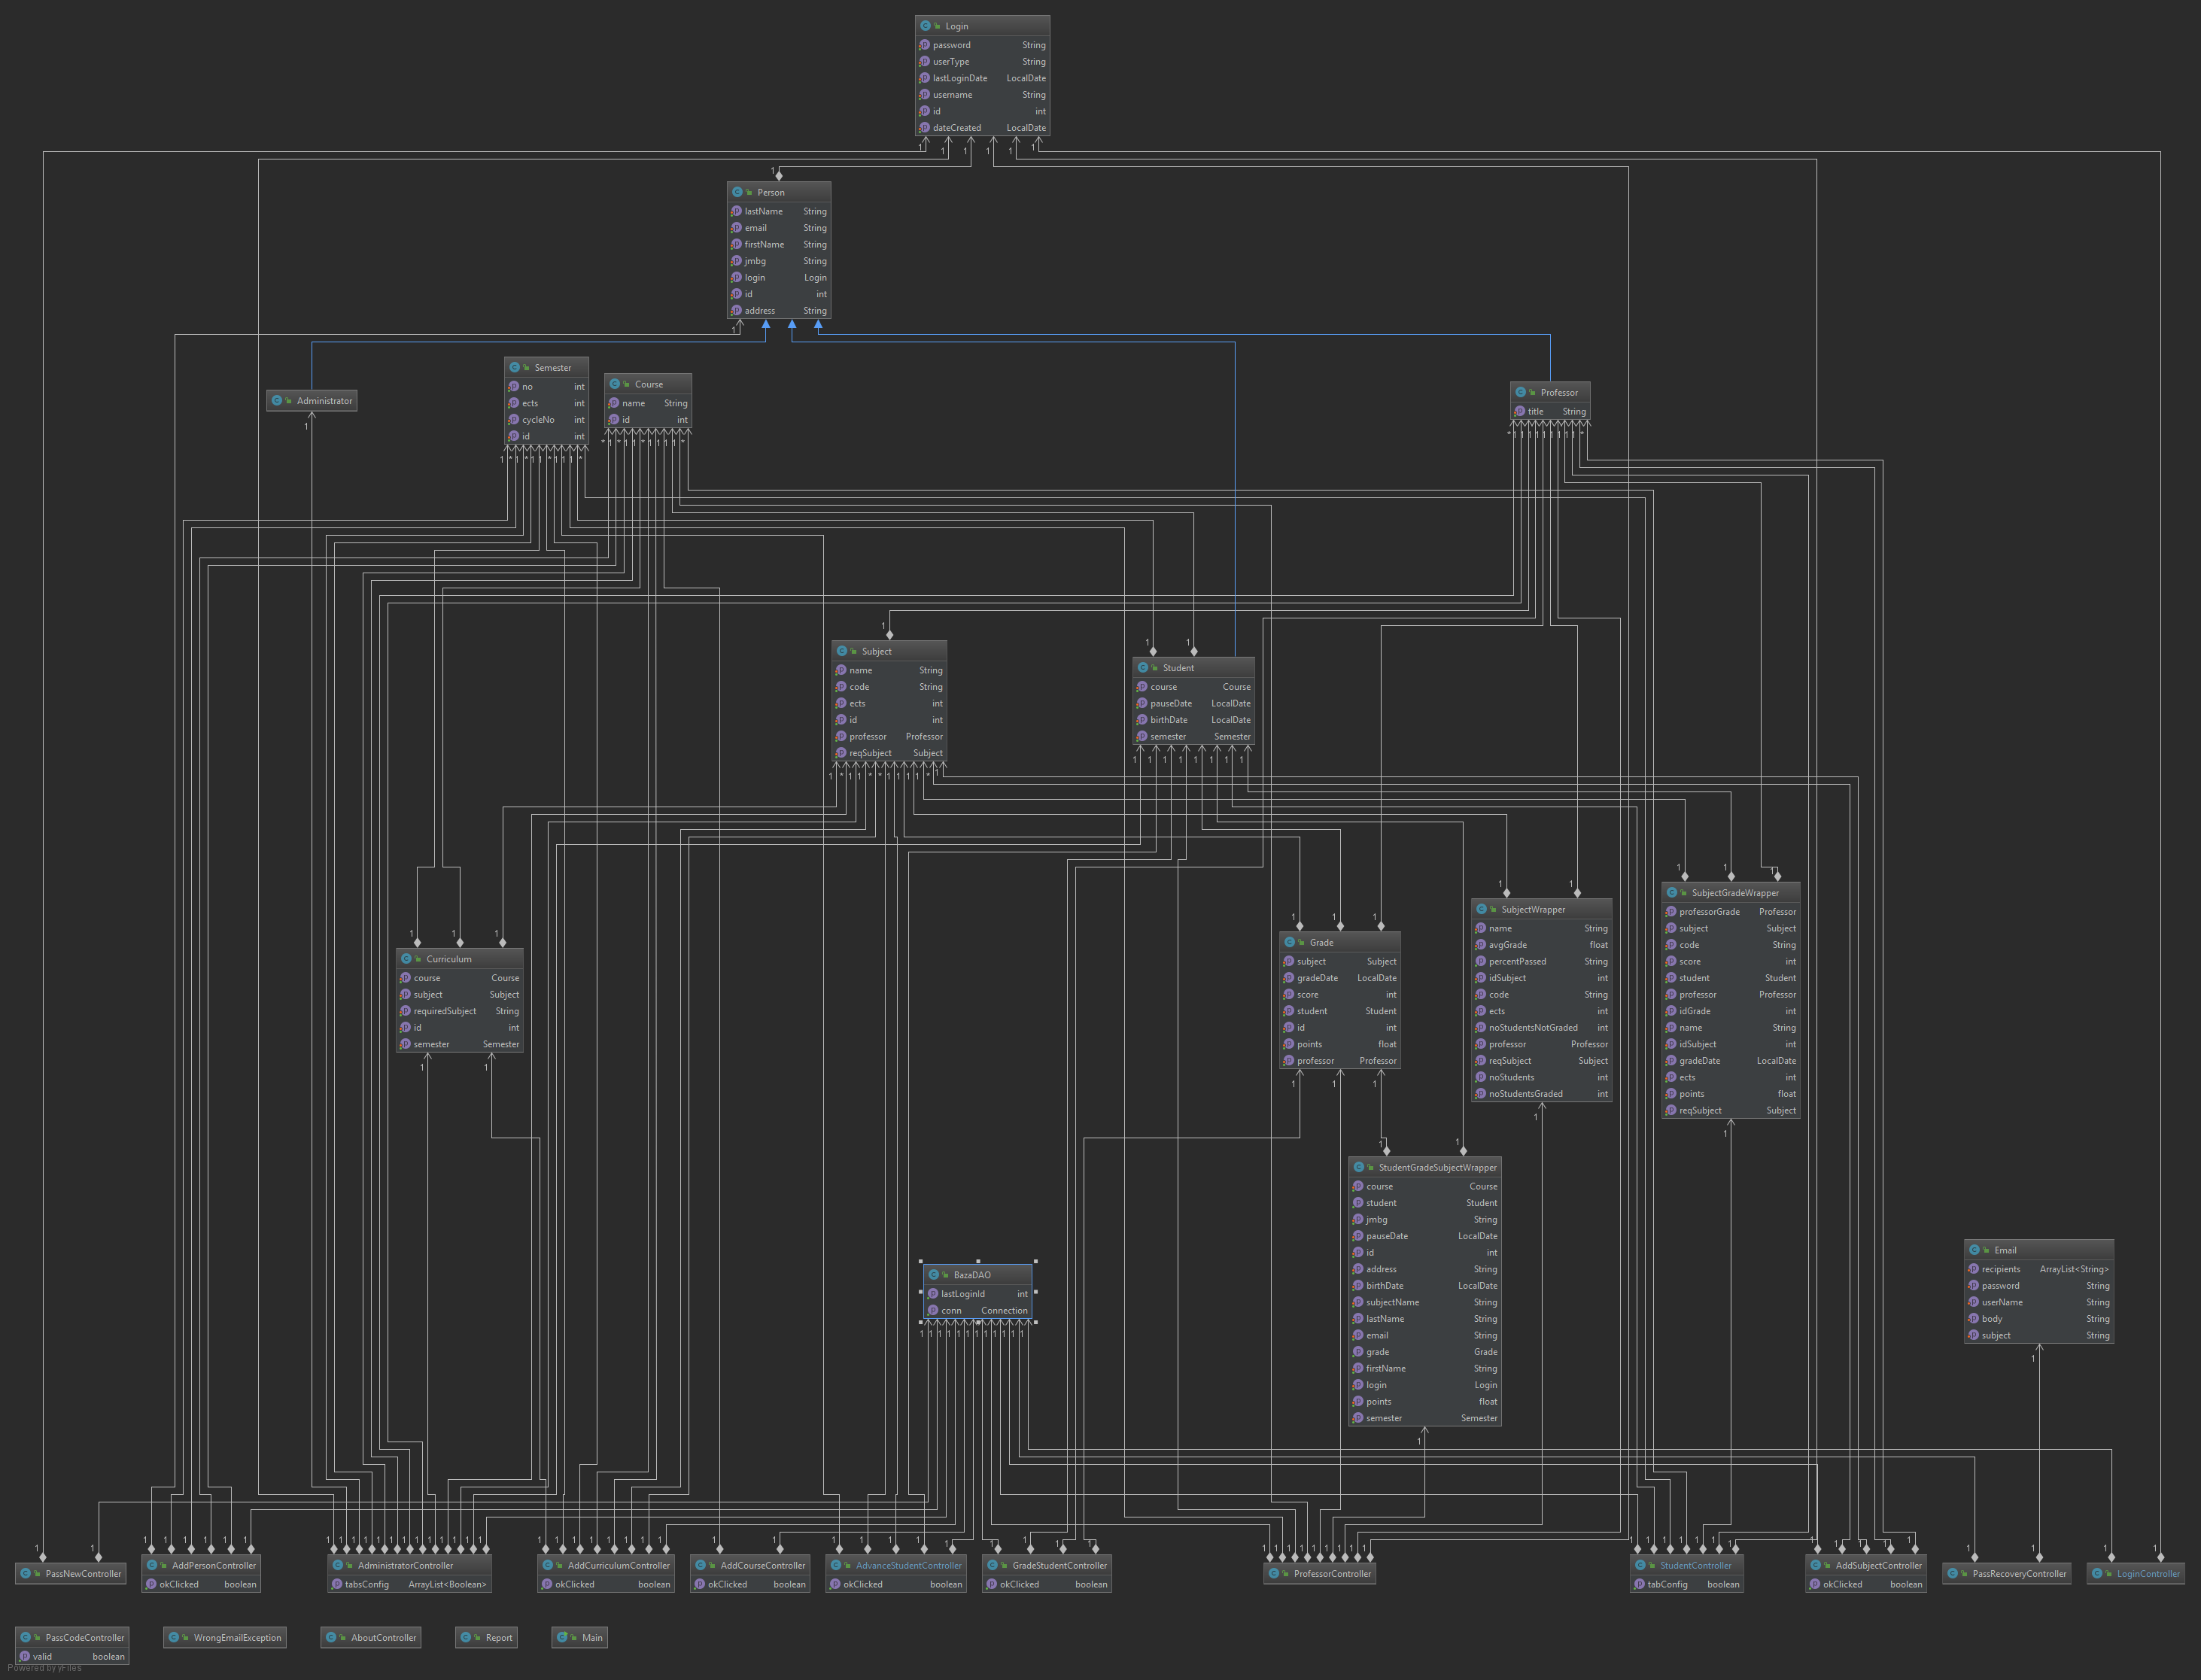 Login
password String
userType String
lastLoginDate LocalDate
username String
id int
dateCreated LocalDate
Person
lastName String
email String
firstName String
jmbg String
login Login
id int
address String
Semester
no int
ects int
cycleNo int
id int
Course
name String
id int
Administrator
Professor
title String
Subject
name String
code String
ects int
id int
professor Professor
reqSubject Subject
Student
course Course
pauseDate LocalDate
birthDate LocalDate
semester Semester
Curriculum
course Course
subject Subject
requiredSubject String
id int
semester Semester
Grade
subject Subject
gradeDate LocalDate
score int
student Student
id int
points float
professor Professor
SubjectWrapper
name String
avgGrade float
percentPassed String
idSubject int
code String
ects int
noStudentsNotGraded int
professor Professor
reqSubject Subject
noStudents int
noStudentsGraded int
SubjectGradeWrapper
professorGrade Professor
subject Subject
code String
score int
student Student
professor Professor
idGrade int
name String
idSubject int
gradeDate LocalDate
ects int
points float
reqSubject Subject
StudentGradeSubjectWrapper
course Course
student Student
jmbg String
pauseDate LocalDate
id int
address String
birthDate LocalDate
subjectName String
lastName String
email String
grade Grade
firstName String
login Login
points float
semester Semester
BazaDAO
lastLoginId int
conn Connection
Email
recipients ArrayList<String>
password String
userName String
body String
subject String
PassNewController
AddPersonController
okClicked boolean
AdministratorController
tabsConfig ArrayList<Boolean>
AddCurriculumController
okClicked boolean
AddCourseController
okClicked boolean
AdvanceStudentController
okClicked boolean
GradeStudentController
okClicked boolean
ProfessorController
StudentController
tabConfig boolean
AddSubjectController
okClicked boolean
PassRecoveryController
LoginController
PassCodeController
valid boolean
WrongEmailException
AboutController
Report
Main
Powered by yFiles